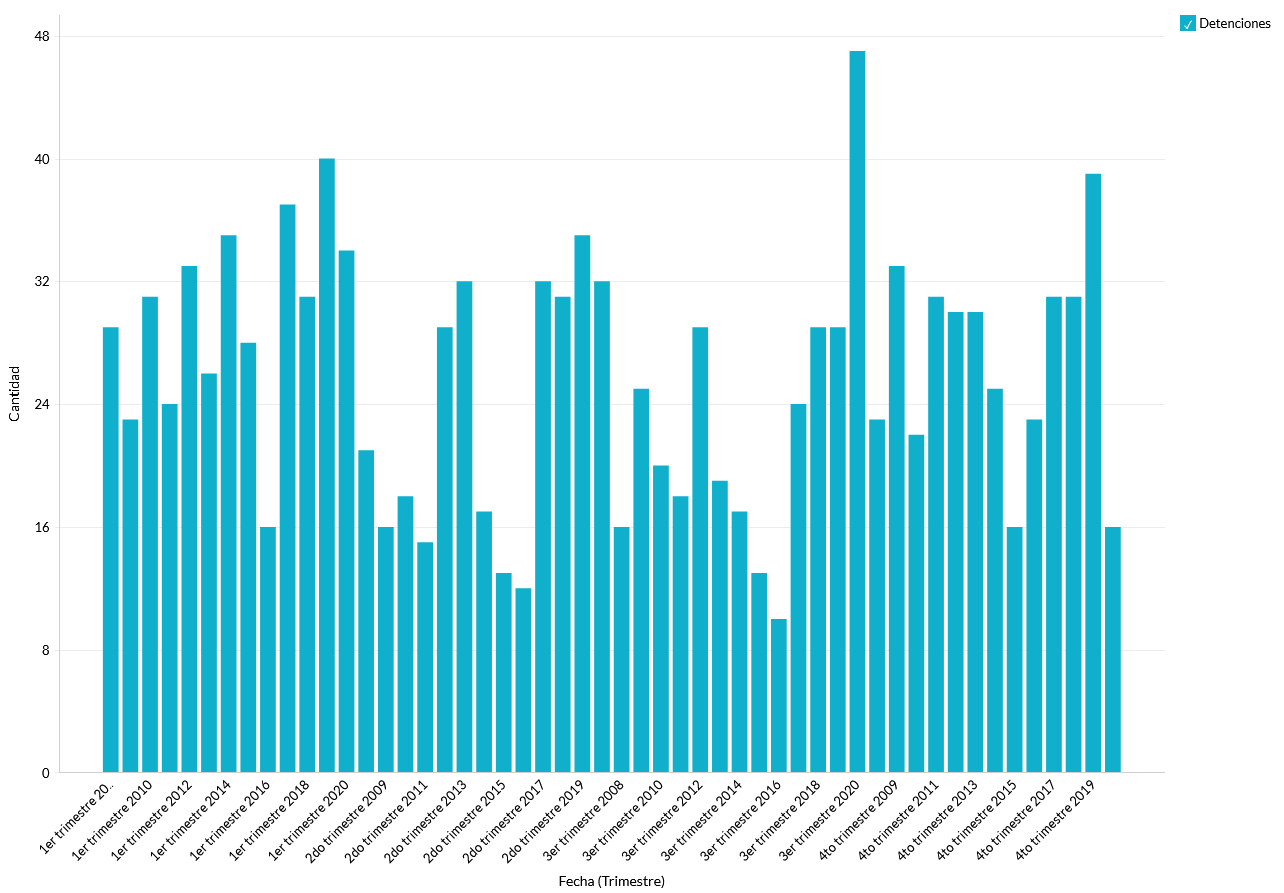 Detenciones
48
40
32
24
16
8
0
Cantidad
1er trimestre 20..
1er trimestre 2010
1er trimestre 2012
1er trimestre 2014
1er trimestre 2016
1er trimestre 2018
1er trimestre 2020
2do trimestre 2009
2do trimestre 2011
2do trimestre 2013
2do trimestre 2015
2do trimestre 2017
2do trimestre 2019
3er trimestre 2008
3er trimestre 2010
3er trimestre 2012
3er trimestre 2014
3er trimestre 2016
3er trimestre 2018
3er trimestre 2020
4to trimestre 2009
4to trimestre 2011
4to trimestre 2013
4to trimestre 2015
4to trimestre 2017
4to trimestre 2019
Fecha (Trimestre)